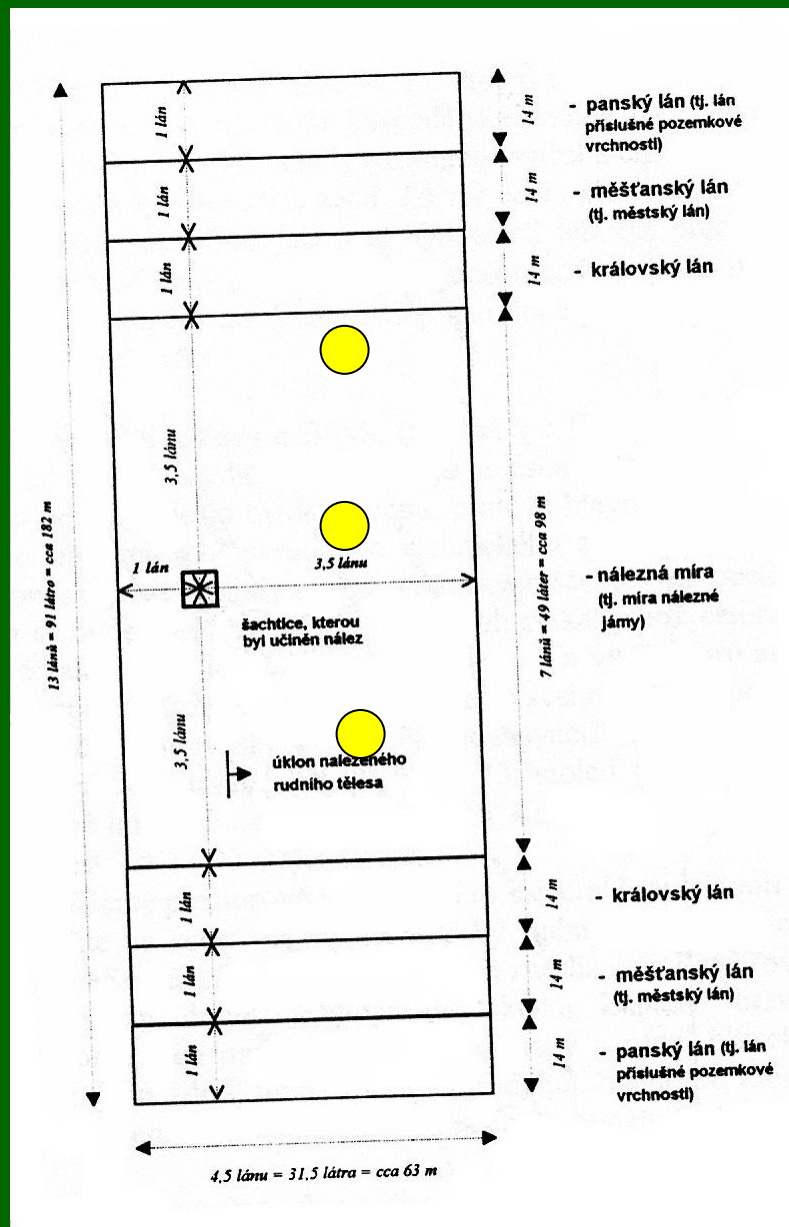 1 lán
14 m
- panský lán (tj. lán
příslušné pozemkové
vrchnosti)
1 lán
14 m
- měšťanský lán
(tj. městský lán)
1 lán
14 m
- královský lán
3,5 lánu
13 lánů = 91 látro = cca 182 m
7 lánů = 49 láter = cca 98 m
1 lán
3,5 lánu
- nálezná míra
(tj. míra nálezné
jámy)
šachtice, kterou
byl učiněn nález
3,5 lánu
úklon nalezeného
rudního tělesa
1 lán
14 m
- královský lán
1 lán
14 m
- měšťanský lán
(tj. městský lán)
1 lán
14 m
- panský lán (tj. lán
příslušné pozemkové
vrchnosti)
4,5 lánu = 31,5 látra = cca 63 m